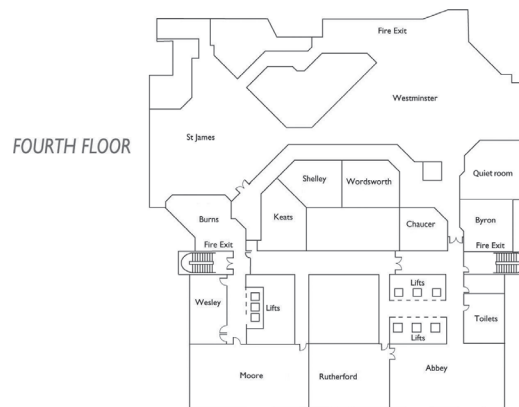 Fire Exit
Westminster
St James
FOURTH FLOOR
Shelley
Wordsworth
Quiet room
Keats
Burns
Chaucer
Byron
Fire Exit
Fire Exit
Lifts
Wesley
Lifts
Toilets
Lifts
Moore
Rutherford
Abbey